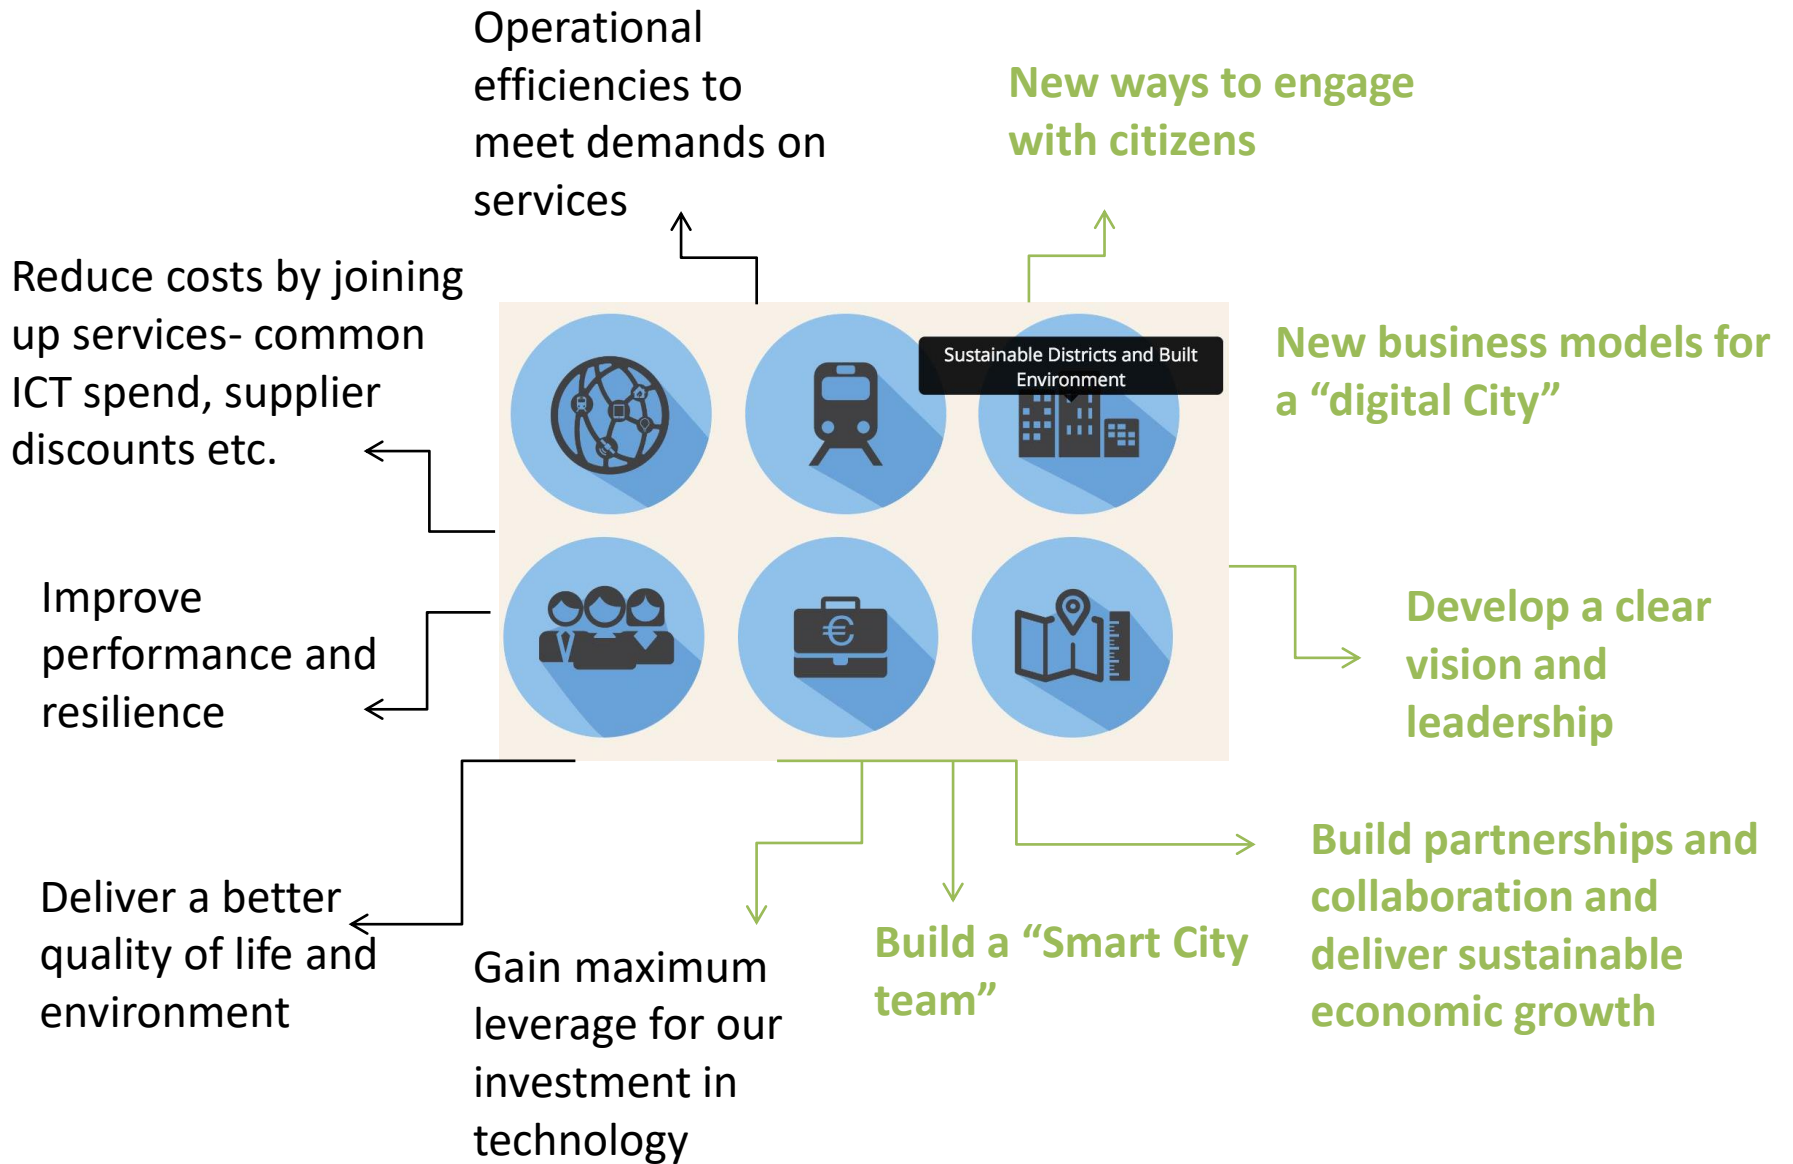 Operational
efficiencies to
meet demands on
services
New ways to engage
with citizens
Reduce costs by joining
up services- common
ICT spend, supplier
discounts etc.
Sustainable Districts and Built
Environment
New business models for
a “digital City”
€
Improve
performance and
resilience
Develop a clear
vision and
leadership
Deliver a better
quality of life and
environment
Gain maximum
leverage for our
investment in
technology
Build a “Smart City
team”
Build partnerships and
collaboration and
deliver sustainable
economic growth